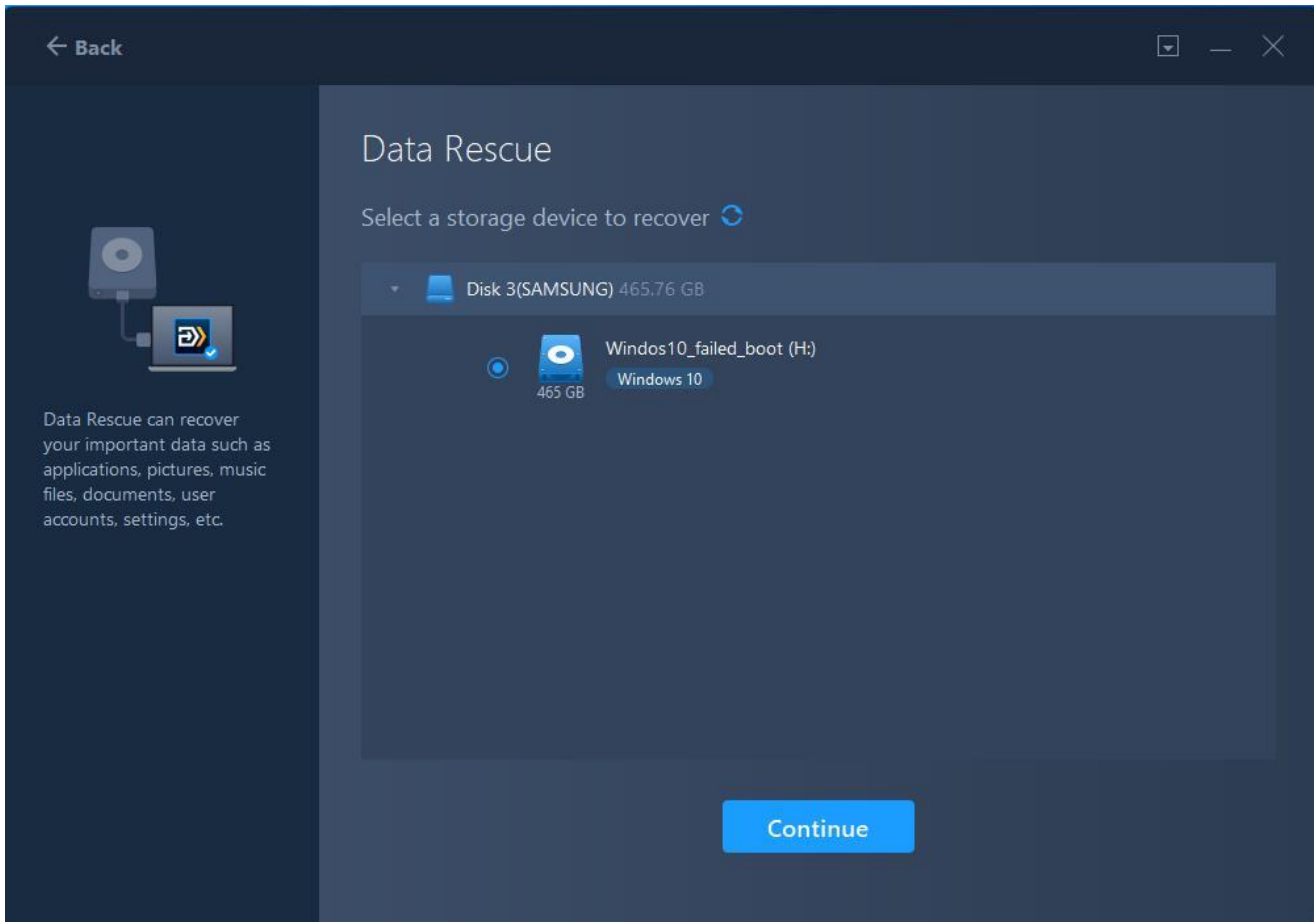 Back
Data Rescue
Select a storage device to recover
Disk 3(SAMSUNG) 465.76 GB
Windos10_failed_boot (H:)
Windows 10
465 GB
Data Rescue can recover
your important data such as
applications, pictures, music
files, documents, user
accounts, settings, etc.
Continue